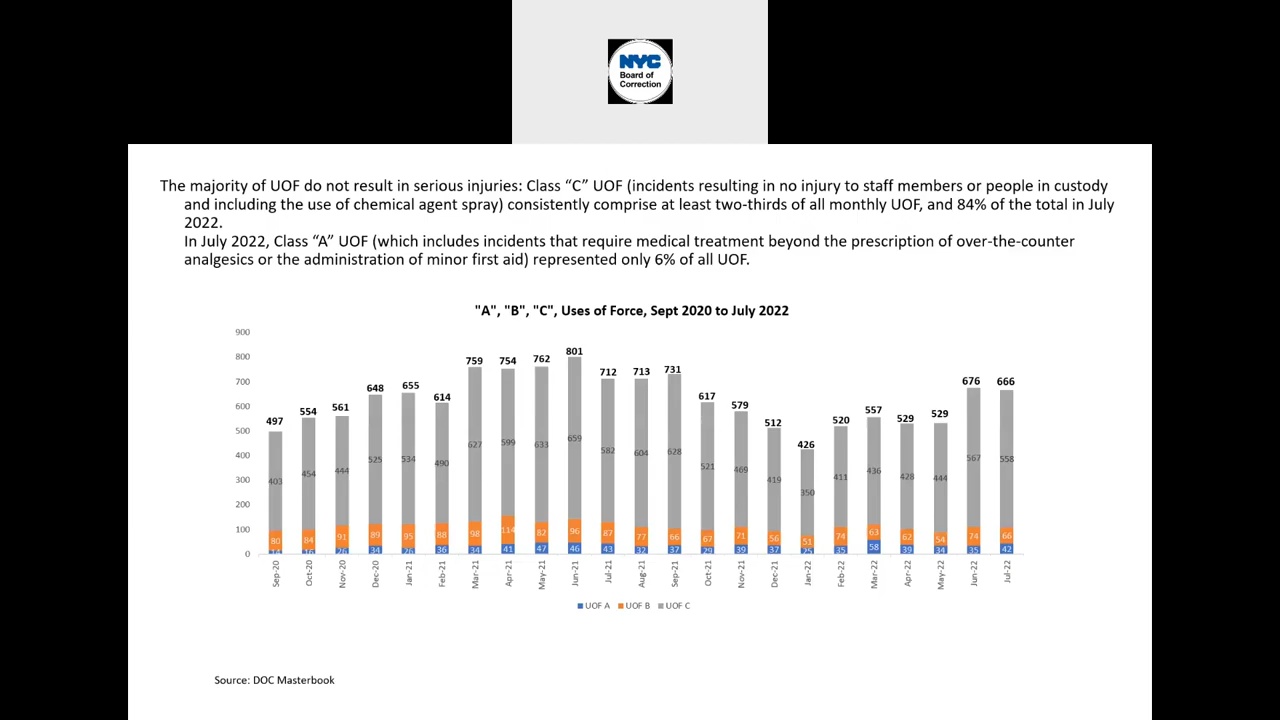 NYC
Board of
Correction
The majority of UOF do not result in serious injuries: Class “C” UOF (incidents resulting in no injury to staff members or people in custody
and including the use of chemical agent spray) consistently comprise at least two-thirds of all monthly UOF, and 84% of the total in July
2022.
In July 2022, Class “A” UOF (which includes incidents that require medical treatment beyond the prescription of over-the-counter
analgesics or the administration of minor first aid) represented only 6% of all UOF.
"A", "B", "C", Uses of Force, Sept 2020 to July 2022
900
800
700
600
500
400
300
200
100
0
497 554 561 648 655 614 759 754 762 801 712 713 731 617 579 512 426 520 557 529 529 676 666
403 454 444 525 534 490 627 599 633 659 582 604 628 521 469 419 350 411 436 428 444 567 558
80 84 91 89 95 88 98 114 82 96 87 77 66 67 71 56 51 74 63 62 54 74 66
14 16 26 34 26 36 34 41 47 46 43 32 37 29 39 37 25 35 58 39 34 35 42
Sep-20 Oct-20 Nov-20 Dec-20 Jan-21 Feb-21 Mar-21 Apr-21 May-21 Jun-21 Jul-21 Aug-21 Sep-21 Oct-21 Nov-21 Dec-21 Jan-22 Feb-22 Mar-22 Apr-22 May-22 Jun-22 Jul-22
UOF A UOF B UOF C
Source: DOC Masterbook